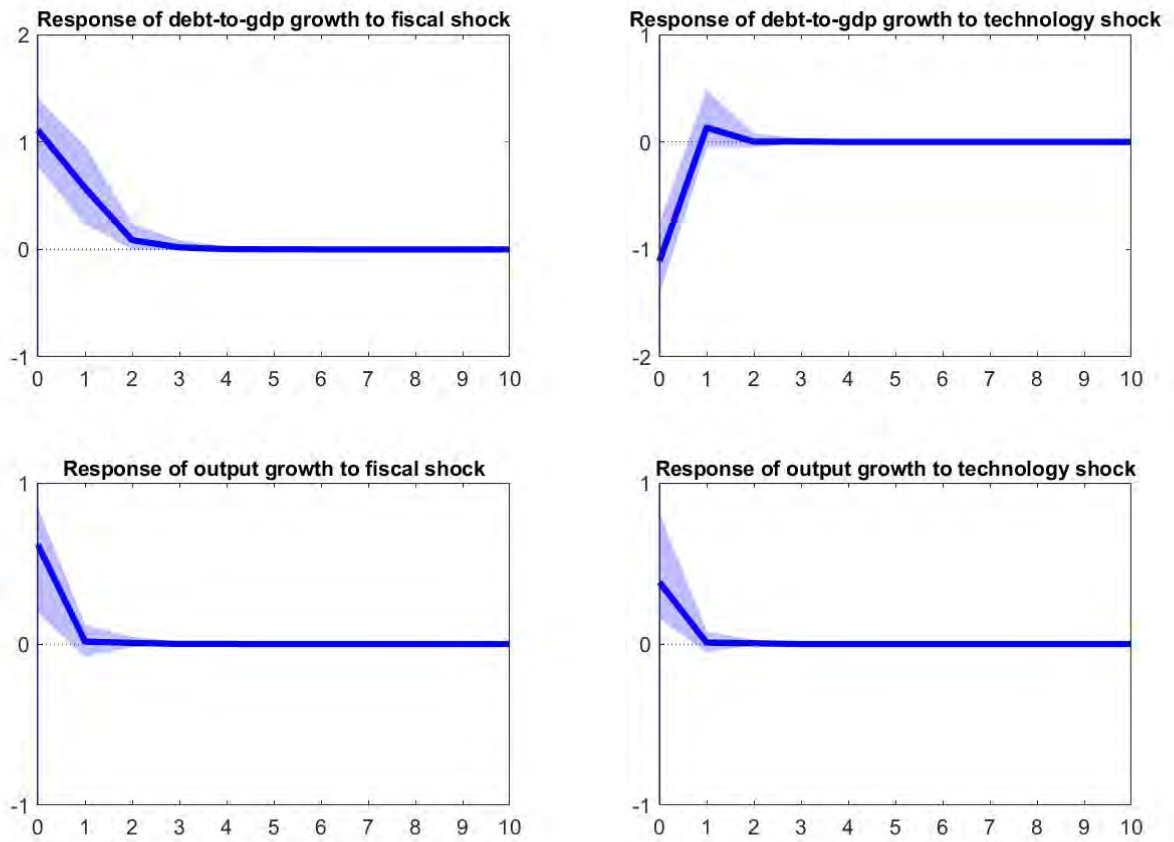 Response of debt-to-gdp growth to fiscal shock
2
1
0
-1
0 1 2 3 4 5 6 7 8 9 10
Response of debt-to-gdp growth to technology shock
1
0
-1
-2
0 1 2 3 4 5 6 7 8 9 10
Response of output growth to fiscal shock
1
0
-1
0 1 2 3 4 5 6 7 8 9 10
Response of output growth to technology shock
1
0
-1
0 1 2 3 4 5 6 7 8 9 10